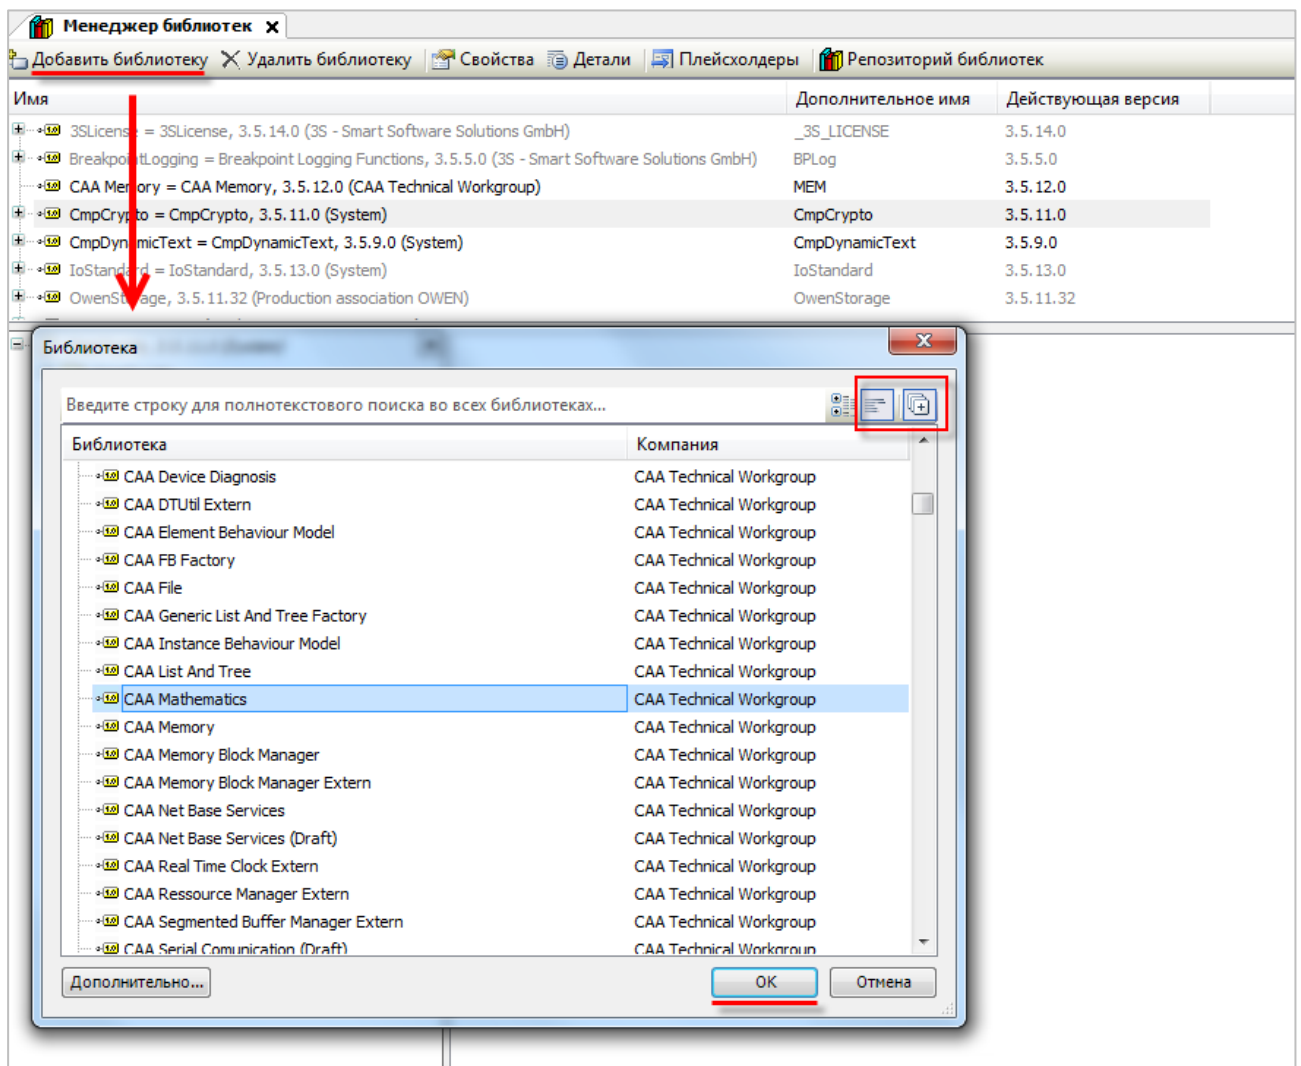 Менеджер библиотек
Добавить библиотеку Удалить библиотеку Свойства Детали Плейсхолдеры Репозиторий библиотек
Имя Дополнительное имя Действующая версия
3SLicense = 3SLicense, 3.5.14.0 (3S - Smart Software Solutions GmbH) _3S_LICENSE 3.5.14.0
BreakpointLogging = Breakpoint Logging Functions, 3.5.5.0 (3S - Smart Software Solutions GmbH) BPLog 3.5.5.0
CAA Memory = CAA Memory, 3.5.12.0 (CAA Technical Workgroup) MEM 3.5.12.0
CmpCrypto = CmpCrypto, 3.5.11.0 (System) CmpCrypto 3.5.11.0
CmpDynamicText = CmpDynamicText, 3.5.9.0 (System) CmpDynamicText 3.5.9.0
IoStandard = IoStandard, 3.5.13.0 (System) IoStandard 3.5.13.0
OwenStorage, 3.5.11.32 (Production association OWEN) OwenStorage 3.5.11.32
Библиотека
Введите строку для полнотекстового поиска во всех библиотеках...
Библиотека Компания
CAA Device Diagnosis CAA Technical Workgroup
CAA DTUtil Extern CAA Technical Workgroup
CAA Element Behaviour Model CAA Technical Workgroup
CAA FB Factory CAA Technical Workgroup
CAA File CAA Technical Workgroup
CAA Generic List And Tree Factory CAA Technical Workgroup
CAA Instance Behaviour Model CAA Technical Workgroup
CAA List And Tree CAA Technical Workgroup
CAA Mathematics CAA Technical Workgroup
CAA Memory CAA Technical Workgroup
CAA Memory Block Manager CAA Technical Workgroup
CAA Memory Block Manager Extern CAA Technical Workgroup
CAA Net Base Services CAA Technical Workgroup
CAA Net Base Services (Draft) CAA Technical Workgroup
CAA Real Time Clock Extern CAA Technical Workgroup
CAA Ressource Manager Extern CAA Technical Workgroup
CAA Segmented Buffer Manager Extern CAA Technical Workgroup
CAA Serial Comunication (Draft) CAA Technical Workgroup
Дополнительно... OK Отмена